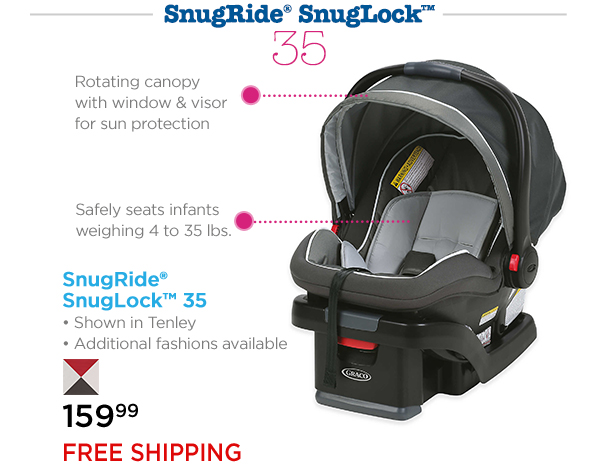 SnugRide® SnugLock™
35
Rotating canopy
with window & visor
for sun protection
Safely seats infants
weighing 4 to 35 lbs.
SnugRide®
SnugLock™ 35
• Shown in Tenley
• Additional fashions available
159⁹⁹
FREE SHIPPING
GRACO